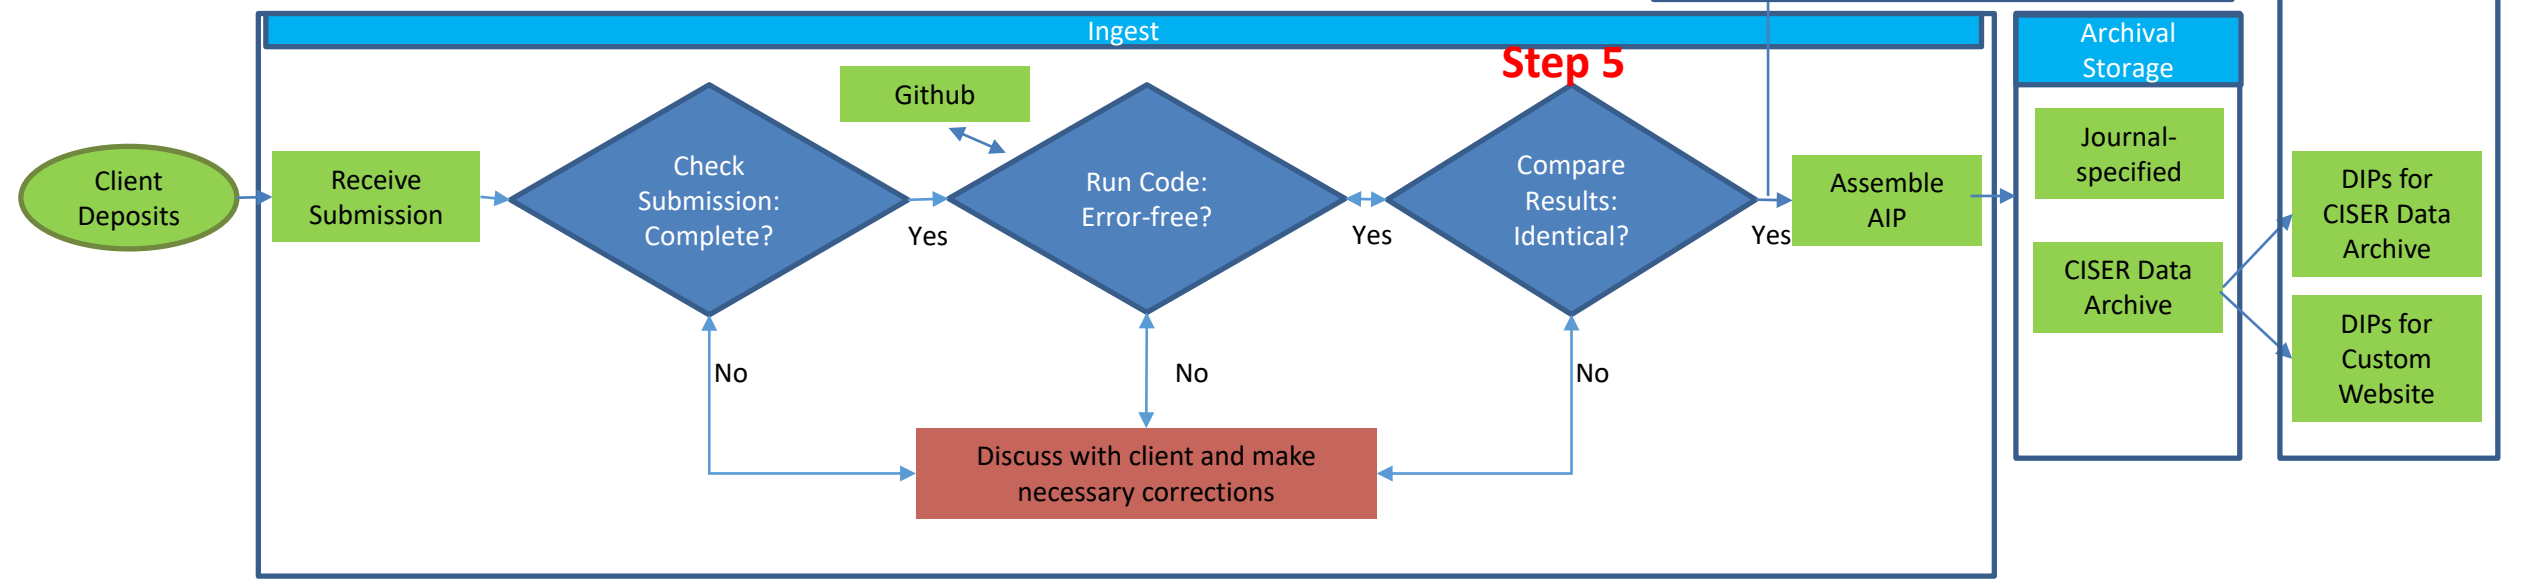 Ingest
Step 5
Archival
Storage
Github
Client
Deposits
Receive
Submission
Check
Submission:
Complete?
Yes
Run Code:
Error-free?
Yes
Compare
Results:
Identical?
Yes
Assemble
AIP
Journal-
specified
CISER Data
Archive
DIPs for
CISER Data
Archive
DIPs for
Custom
Website
No
No
No
Discuss with client and make
necessary corrections